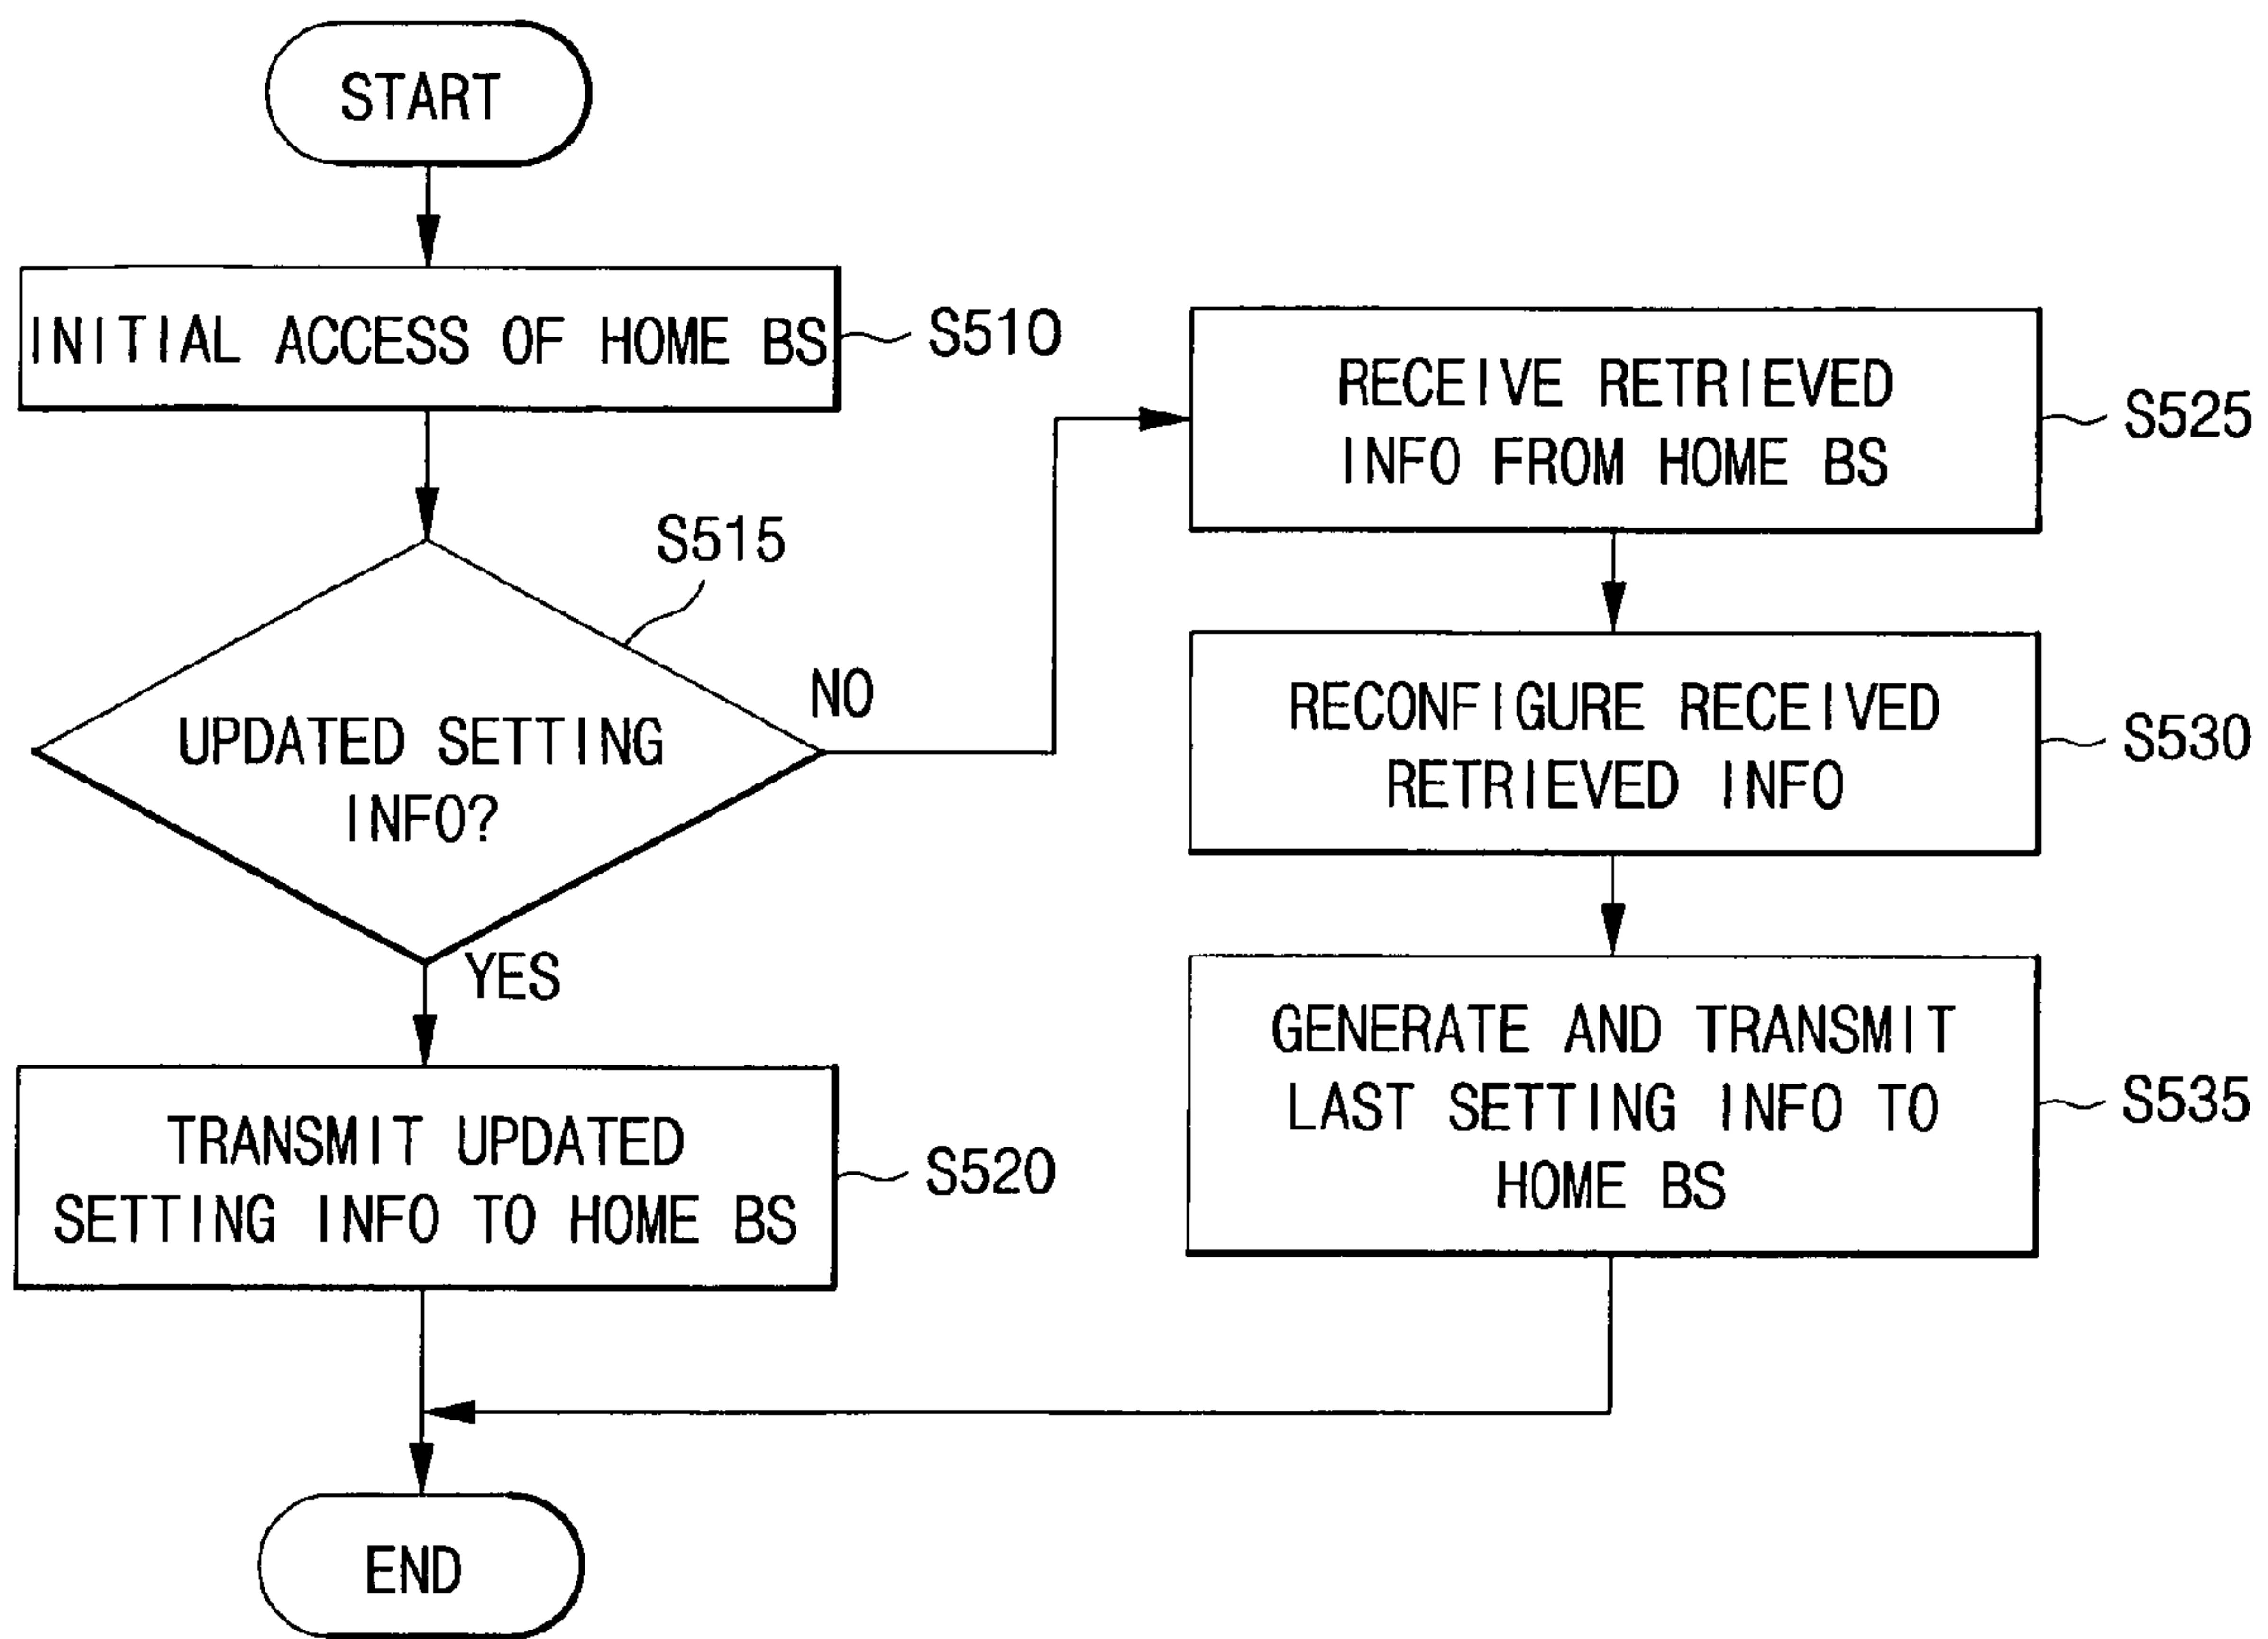 START
INITIAL ACCESS OF HOME BS
S510
S515
UPDATED SETTING
INFO?
NO
YES
TRANSMIT UPDATED
SETTING INFO TO HOME BS
S520
RECEIVE RETRIEVED
INFO FROM HOME BS
S525
RECONFIGURE RECEIVED
RETRIEVED INFO
S530
GENERATE AND TRANSMIT
LAST SETTING INFO TO
HOME BS
S535
END